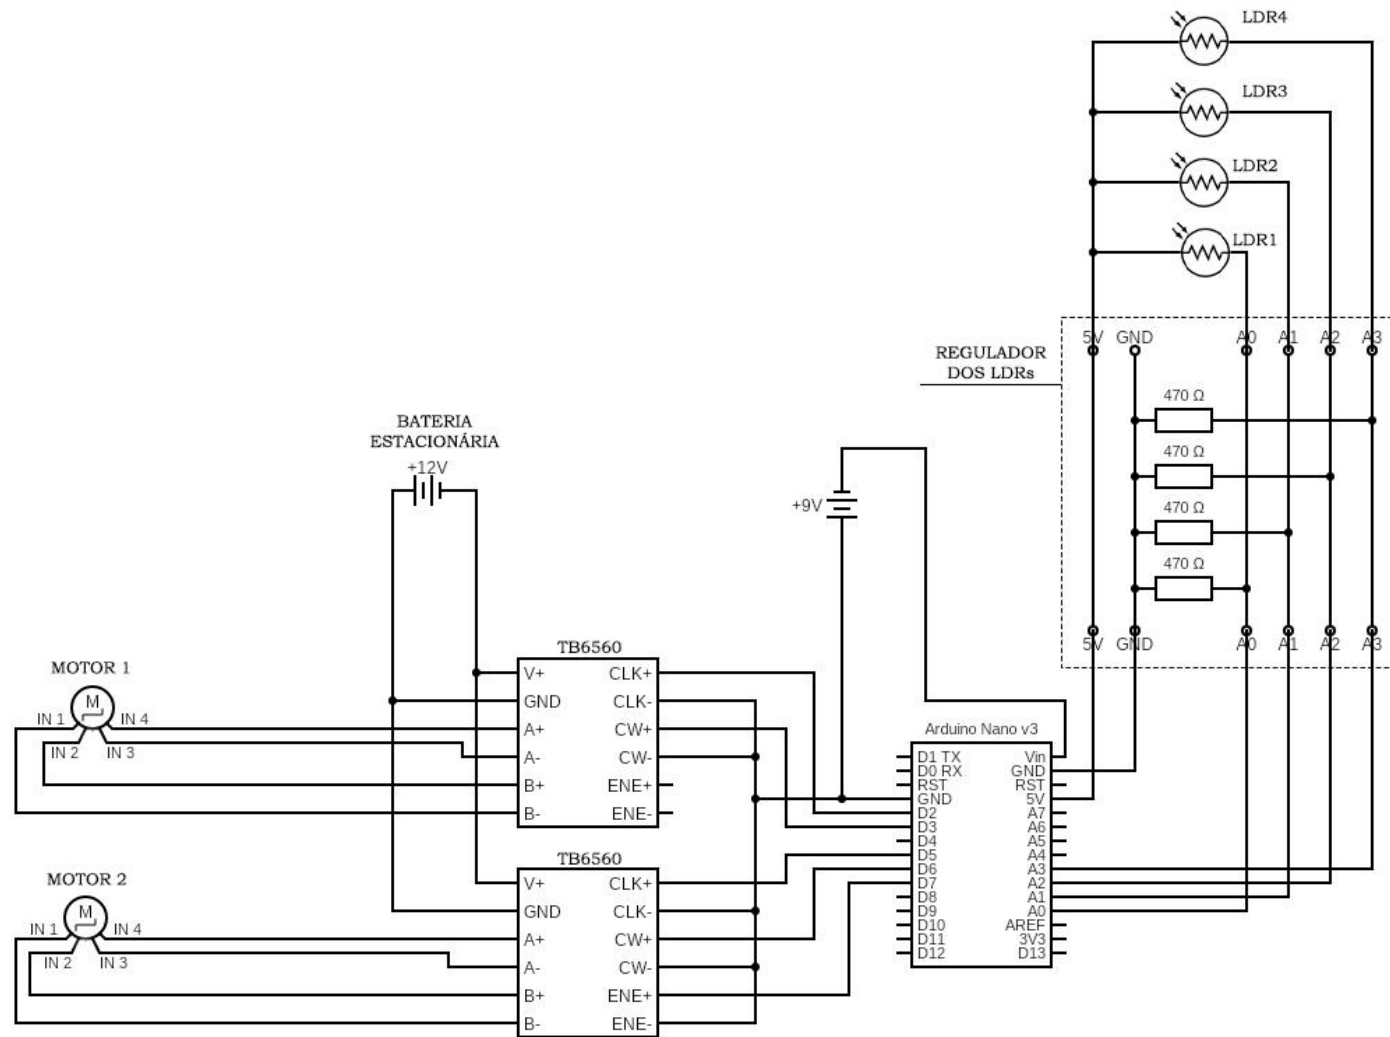 LDR4
LDR3
LDR2
LDR1
5V GND A0 A1 A2 A3
REGULADOR
DOS LDRs
470 Ω
470 Ω
470 Ω
470 Ω
5V GND A0 A1 A2 A3
BATERIA
ESTACIONÁRIA
+12V
+9V
MOTOR 1
M
IN 1 IN 4
IN 2 IN 3
TB6560
V+ CLK+
GND CLK-
A+ CW+
A- CW-
B+ ENE+
B- ENE-
MOTOR 2
M
IN 1 IN 4
IN 2 IN 3
TB6560
V+ CLK+
GND CLK-
A+ CW+
A- CW-
B+ ENE+
B- ENE-
Arduino Nano v3
D1 TX Vin
D0 RX GND
RST RST
GND 5V
D2 A7
D3 A6
D4 A5
D5 A4
D6 A3
D7 A2
D8 A1
D9 A0
D10 AREF
D11 3V3
D12 D13